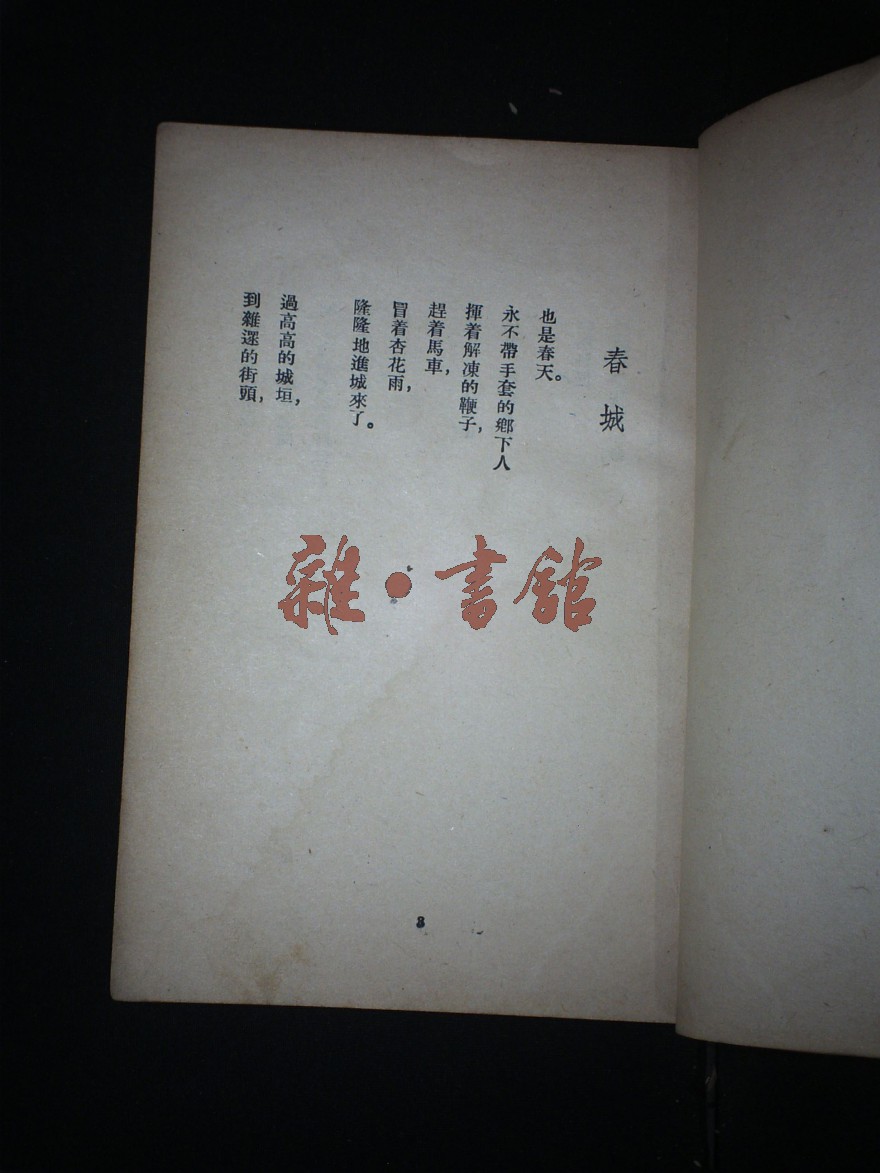 春城
也是春天。
永不帶手套的鄉下人
揮着解凍的鞭子，
趕着馬車，
冒着杏花雨，
隆隆地進城來了。
過高高的城垣，
到雜遝的街頭，
雜·書館
8